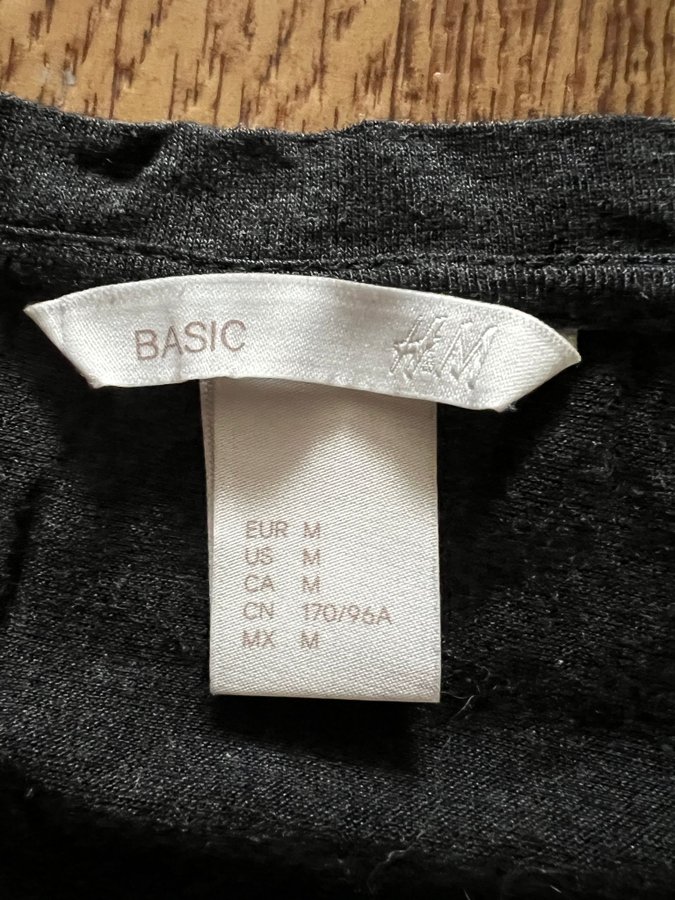 BASIC H&M
EUR M
US M
CA M
CN 170/96A
MX M